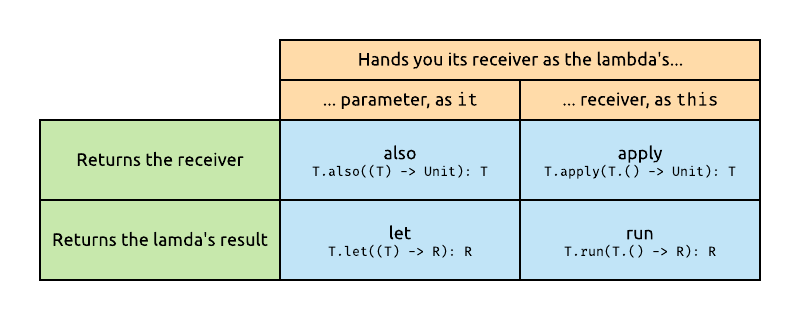 Hands you its receiver as the lambda's...
... parameter, as it
... receiver, as this
Returns the receiver
also
T.also((T) -> Unit): T
apply
T.apply(T.() -> Unit): T
Returns the lamda's result
let
T.let((T) -> R): R
run
T.run(T.() -> R): R